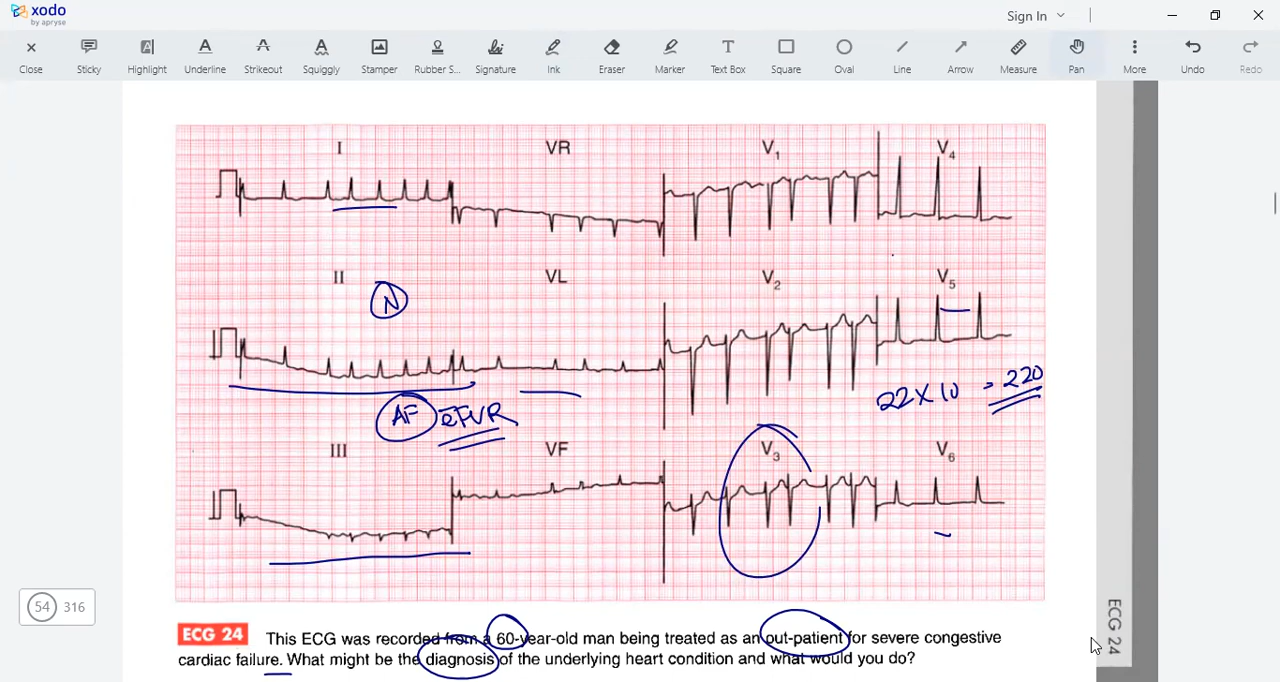 xodo
by apryse
Sign In
Close
Sticky
Highlight
Underline
Strikeout
Squiggly
Stamper
Rubber S...
Signature
Ink
Eraser
Marker
Text Box
Square
Oval
Line
Arrow
Measure
Pan
More
Undo
Redo
I
VR
V1
V4
II
VL
V2
V5
N
22 X 10 = 220
AF c̄ FVR
III
VF
V3
V6
54 316
ECG 24
ECG 24 This ECG was recorded from a 60-year-old man being treated as an out-patient for severe congestive
cardiac failure. What might be the diagnosis of the underlying heart condition and what would you do?